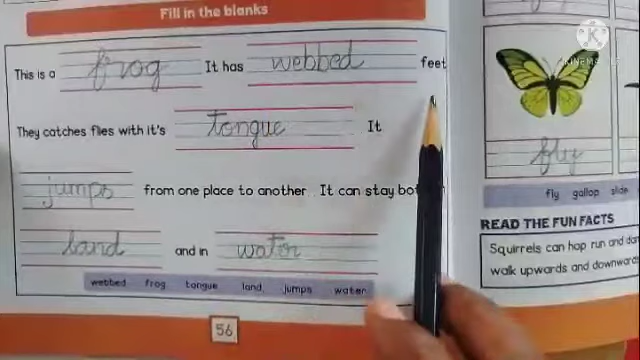 Fill in the blanks
This is a frog It has webbed feet
They catches flies with it's tongue It
jumps from one place to another It can stay
land and in water
webbed frog tongue land jumps water
56
fly
fly gallop slide
READ THE FUN FACTS
Squirrels can hop run and
walk upwards and downwards
KINEMASTER